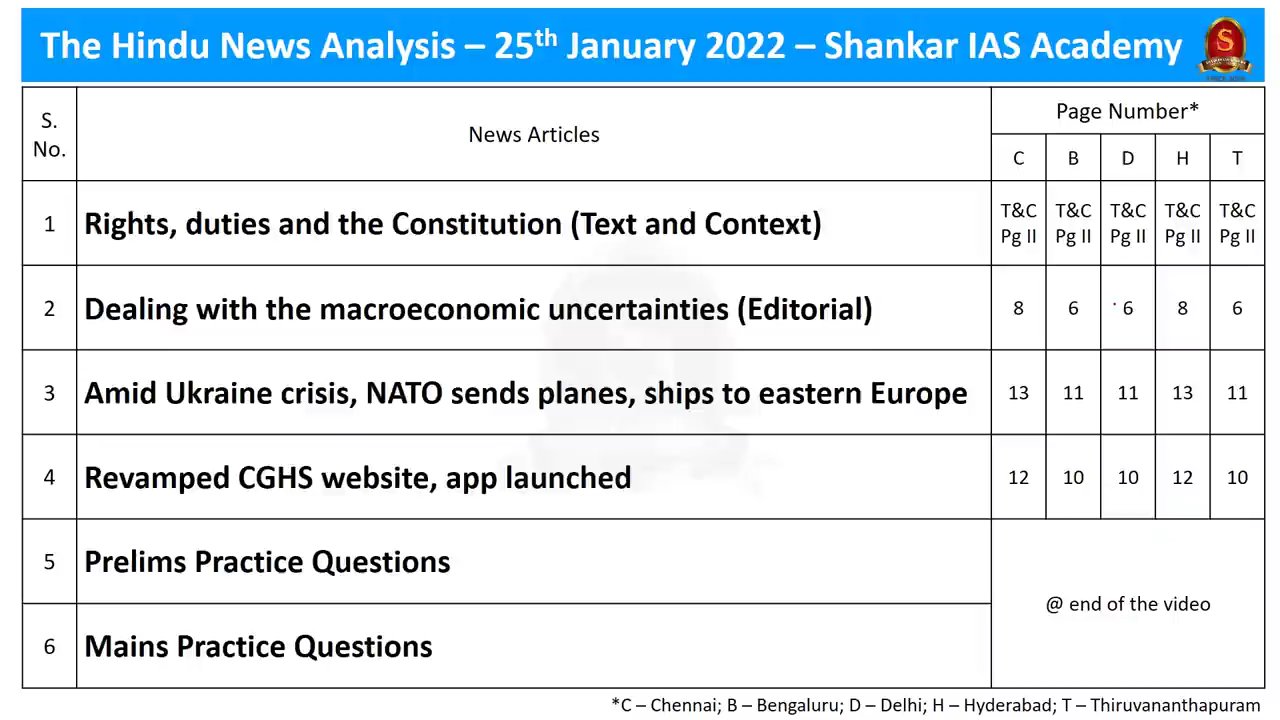 The Hindu News Analysis – 25th January 2022 – Shankar IAS Academy
S. No.
News Articles
Page Number*
C B D H T
1 Rights, duties and the Constitution (Text and Context) T&C Pg II T&C Pg II T&C Pg II T&C Pg II T&C Pg II
2 Dealing with the macroeconomic uncertainties (Editorial) 8 6 6 8 6
3 Amid Ukraine crisis, NATO sends planes, ships to eastern Europe 13 11 11 13 11
4 Revamped CGHS website, app launched 12 10 10 12 10
5 Prelims Practice Questions
@ end of the video
6 Mains Practice Questions
*C – Chennai; B – Bengaluru; D – Delhi; H – Hyderabad; T – Thiruvananthapuram